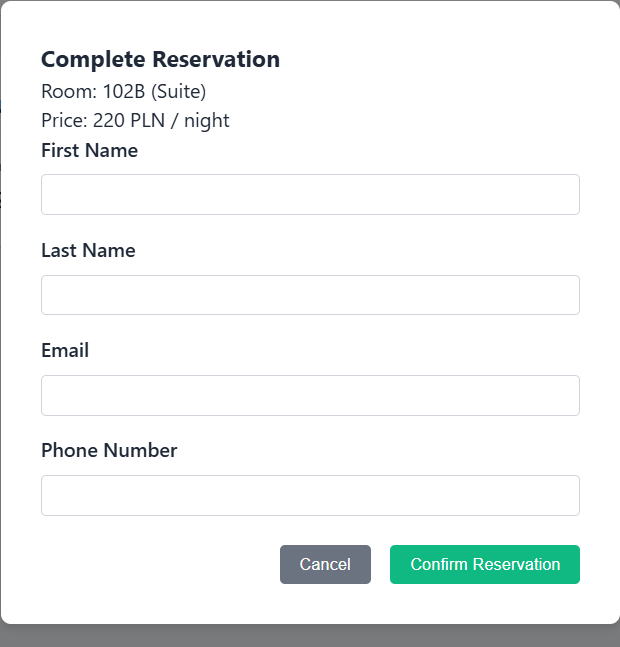 Complete Reservation
Room: 102B (Suite)
Price: 220 PLN / night
First Name
Last Name
Email
Phone Number
Cancel Confirm Reservation